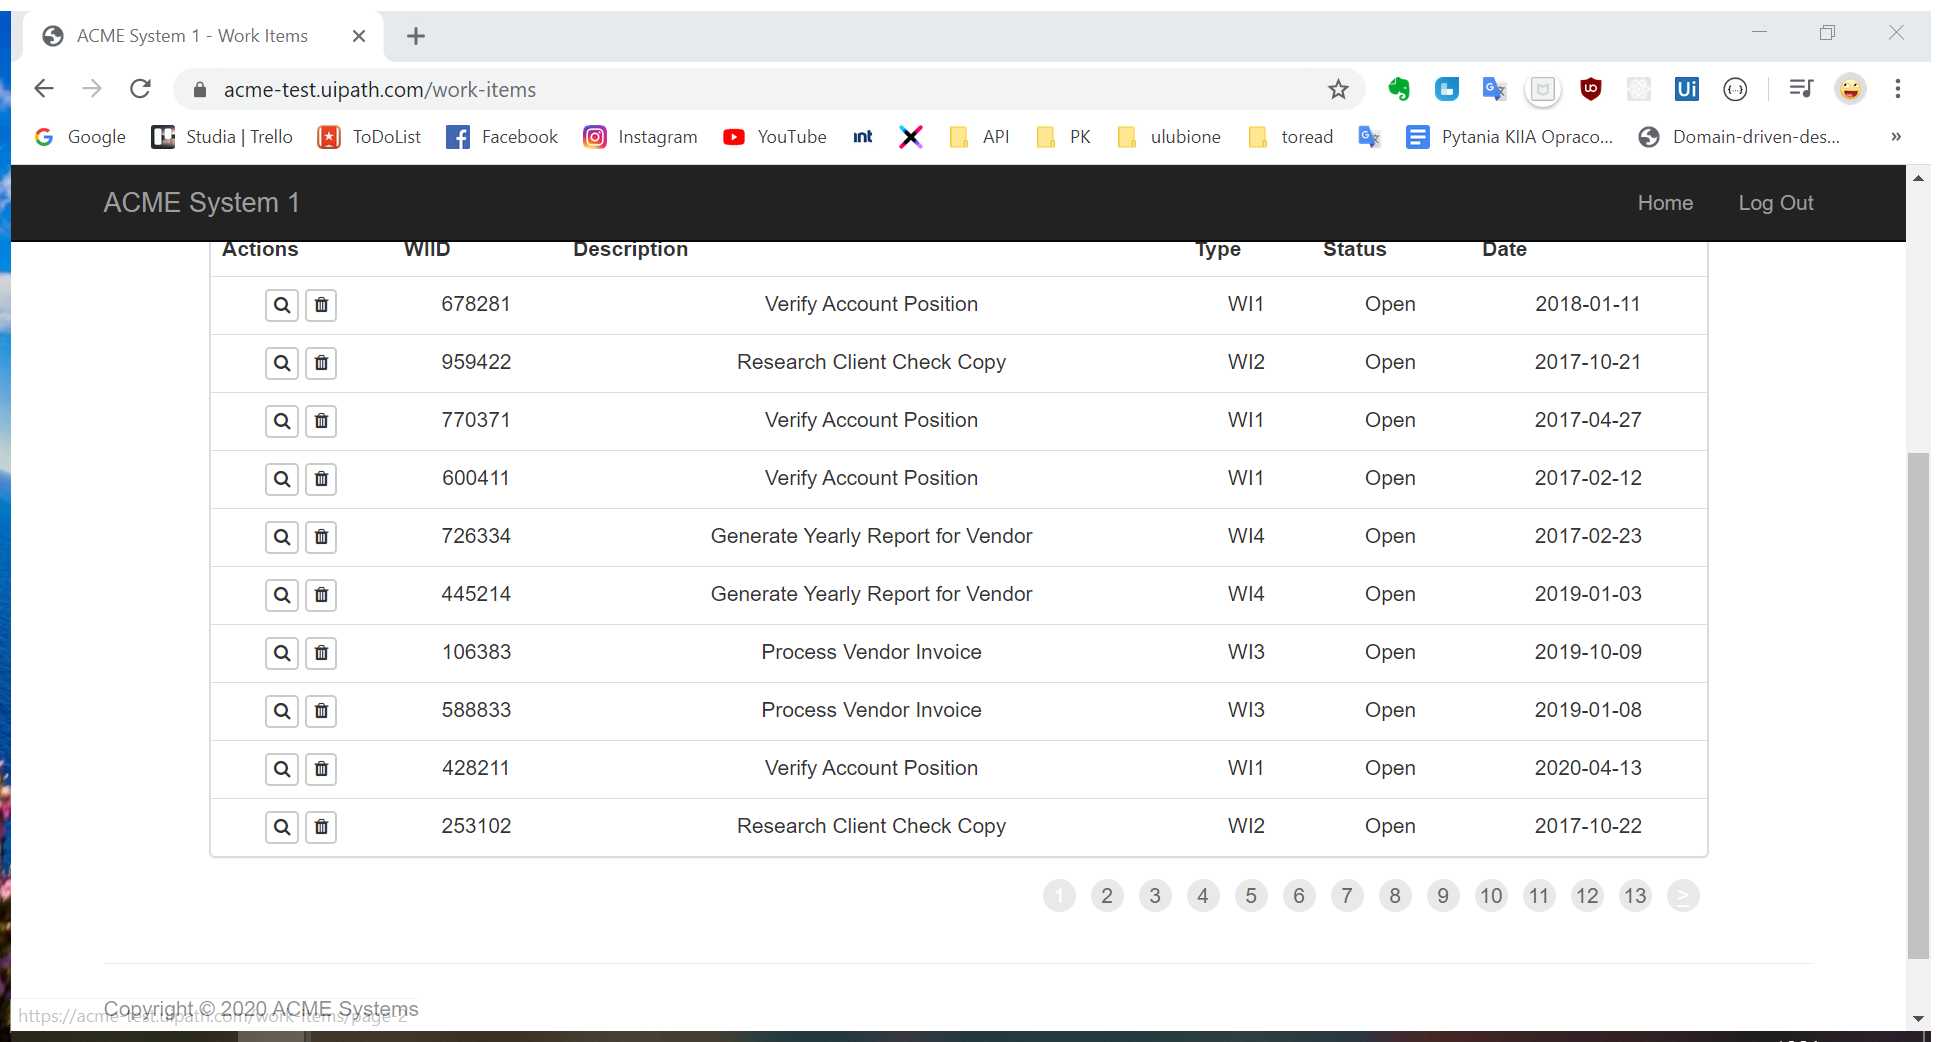 ACME System 1 - Work Items
acme-test.uipath.com/work-items
Google Studia | Trello ToDoList Facebook Instagram YouTube int API PK ulubione toread Pytania KIIA Opraco... Domain-driven-des... »
ACME System 1 Home Log Out
Actions WIID Description Type Status Date
678281 Verify Account Position WI1 Open 2018-01-11
959422 Research Client Check Copy WI2 Open 2017-10-21
770371 Verify Account Position WI1 Open 2017-04-27
600411 Verify Account Position WI1 Open 2017-02-12
726334 Generate Yearly Report for Vendor WI4 Open 2017-02-23
445214 Generate Yearly Report for Vendor WI4 Open 2019-01-03
106383 Process Vendor Invoice WI3 Open 2019-10-09
588833 Process Vendor Invoice WI3 Open 2019-01-08
428211 Verify Account Position WI1 Open 2020-04-13
253102 Research Client Check Copy WI2 Open 2017-10-22
1 2 3 4 5 6 7 8 9 10 11 12 13 >
Copyright © 2020 ACME Systems
https://acme-test.uipath.com/work-items/page-2